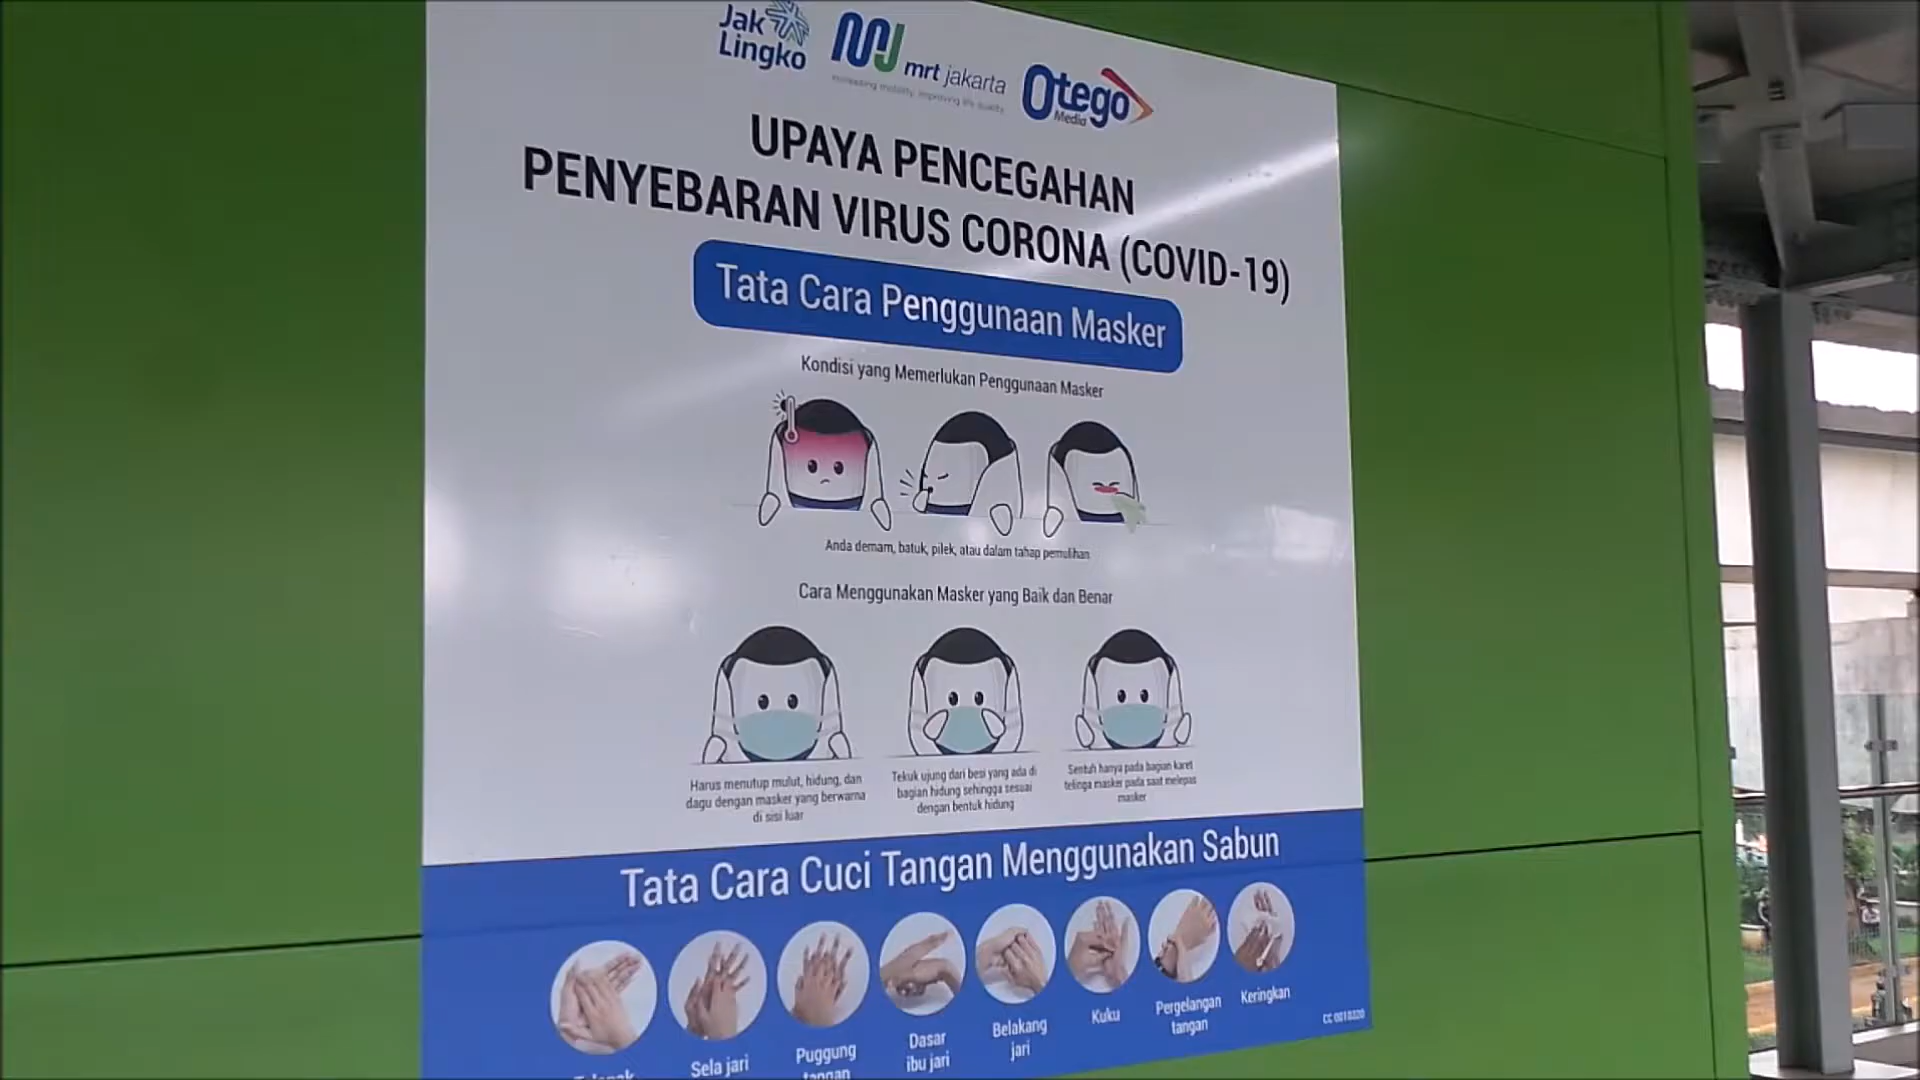 Jak
Lingko
mrt jakarta
increasing mobility, improving life quality
Otego
Media
UPAYA PENCEGAHAN
PENYEBARAN VIRUS CORONA (COVID-19)
Tata Cara Penggunaan Masker
Kondisi yang Memerlukan Penggunaan Masker
Anda demam, batuk, pilek, atau dalam tahap pemulihan
Cara Menggunakan Masker yang Baik dan Benar
Harus menutup mulut, hidung, dan
dagu dengan masker yang berwarna
di sisi luar
Tekuk ujung dari besi yang ada di
bagian hidung sehingga sesuai
dengan bentuk hidung
Sentuh hanya pada bagian karet
telinga masker pada saat melepas
masker
Tata Cara Cuci Tangan Menggunakan Sabun
Sela jari
Puggung
tangan
Dasar
ibu jari
Belakang
jari
Kuku
Pergelangan
tangan
Keringkan